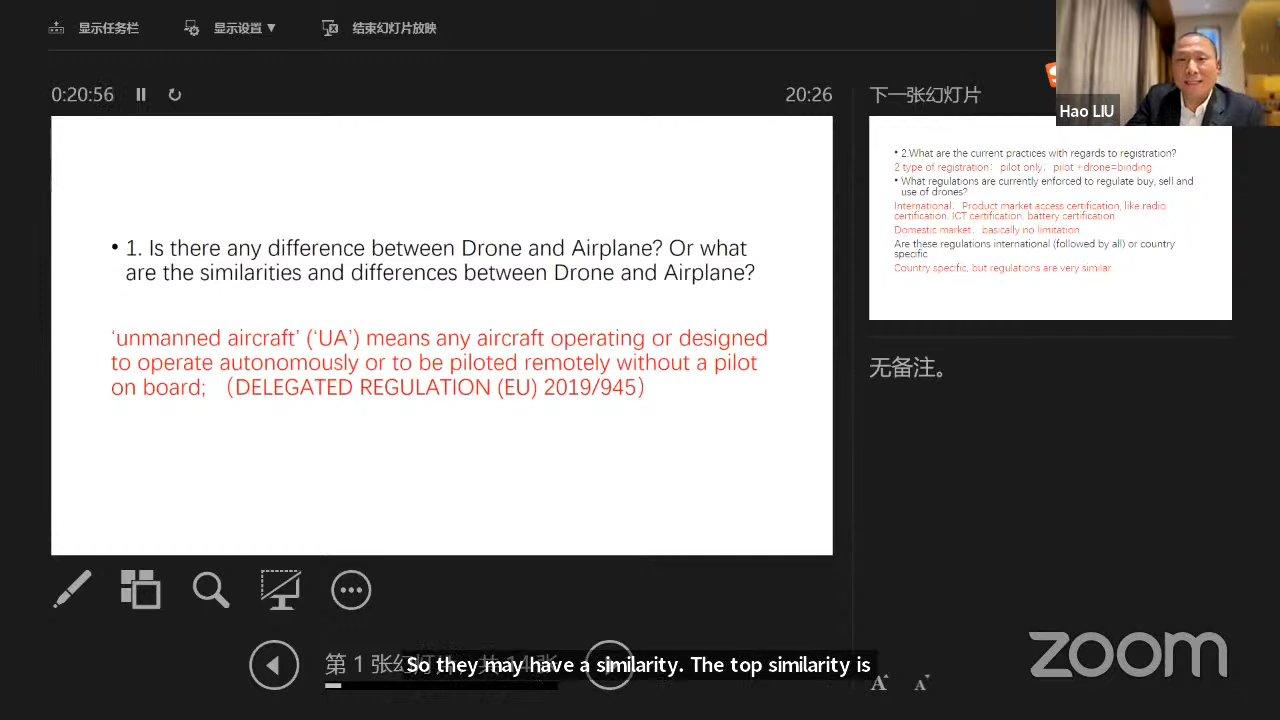 显示任务栏
显示设置 ▼
结束幻灯片放映
0:20:56
20:26
下一张幻灯片
Hao LIU
• 1. Is there any difference between Drone and Airplane? Or what
are the similarities and differences between Drone and Airplane?
‘unmanned aircraft’ (‘UA’) means any aircraft operating or designed
to operate autonomously or to be piloted remotely without a pilot
on board; （DELEGATED REGULATION (EU) 2019/945）
• 2.What are the current practices with regards to registration?
2 type of registration： pilot only； pilot +drone=binding
• What regulations are currently enforced to regulate buy, sell and
use of drones?
International： Product market access certification, like radio
certification, ICT certification, battery certification
Domestic market： basically no limitation
Are these regulations international (followed by all) or country
specific
Country specific, but regulations are very similar.
无备注。
第 1 张幻
So they may have a similarity. The top similarity is
A A
zoom